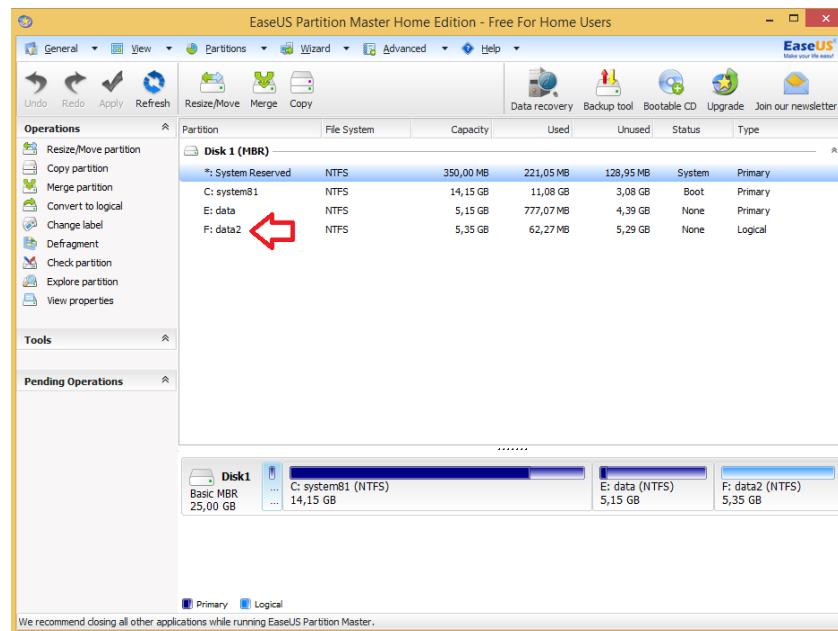 EaseUS Partition Master Home Edition - Free For Home Users
General View Partitions Wizard Advanced Help EaseUS
Make your life easy!
Undo Redo Apply Refresh Resize/Move Merge Copy Data recovery Backup tool Bootable CD Upgrade Join our newsletter
Operations
Resize/Move partition
Copy partition
Merge partition
Convert to logical
Change label
Defragment
Check partition
Explore partition
View properties
Tools
Pending Operations
Partition File System Capacity Used Unused Status Type
Disk 1 (MBR)
*: System Reserved NTFS 350,00 MB 221,05 MB 128,95 MB System Primary
C: system81 NTFS 14,15 GB 11,08 GB 3,08 GB Boot Primary
E: data NTFS 5,15 GB 777,07 MB 4,39 GB None Primary
F: data2 NTFS 5,35 GB 62,27 MB 5,29 GB None Logical
Disk1
Basic MBR
25,00 GB
...
...
C: system81 (NTFS)
14,15 GB
E: data (NTFS)
5,15 GB
F: data2 (NTFS)
5,35 GB
Primary Logical
We recommend closing all other applications while running EaseUS Partition Master.